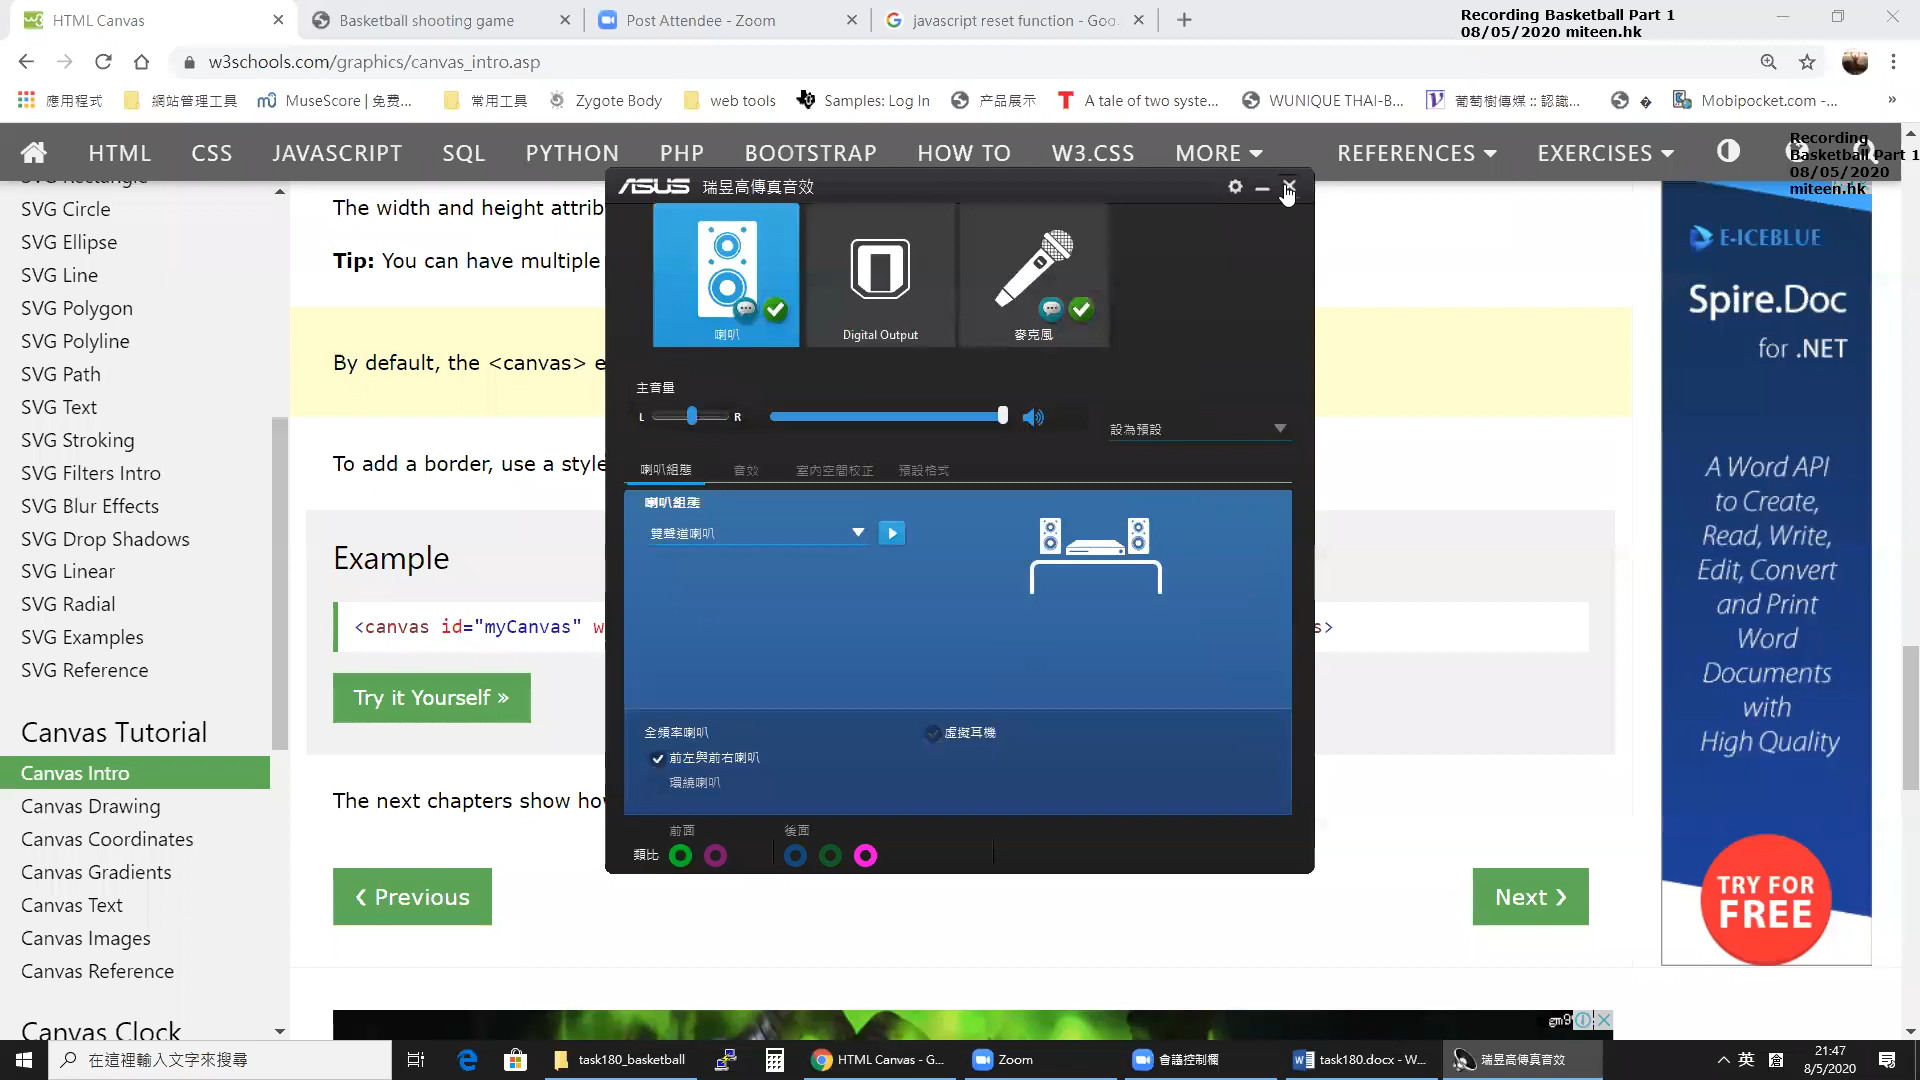 HTML Canvas
Basketball shooting game
Post Attendee - Zoom
javascript reset function - Goo
Recording Basketball Part 1
08/05/2020 miteen.hk
w3schools.com/graphics/canvas_intro.asp
應用程式
網站管理工具
MuseScore | 免費...
常用工具
Zygote Body
web tools
Samples: Log In
产品展示
A tale of two syste...
WUNIQUE THAI-B...
葡萄樹傳媒 :: 認識...
Mobipocket.com -...
»
HTML
CSS
JAVASCRIPT
SQL
PYTHON
PHP
BOOTSTRAP
HOW TO
W3.CSS
MORE
REFERENCES
EXERCISES
Recording
Basketball Part 1
08/05/2020
miteen.hk
SVG Rectangle
SVG Circle
SVG Ellipse
SVG Line
SVG Polygon
SVG Polyline
SVG Path
SVG Text
SVG Stroking
SVG Filters Intro
SVG Blur Effects
SVG Drop Shadows
SVG Linear
SVG Radial
SVG Examples
SVG Reference
Canvas Tutorial
Canvas Intro
Canvas Drawing
Canvas Coordinates
Canvas Gradients
Canvas Text
Canvas Images
Canvas Reference
Canvas Clock
The width and height attrib
Tip: You can have multiple
By default, the <canvas> e
To add a border, use a style
Example
<canvas id="myCanvas" w
s>
Try it Yourself »
The next chapters show how
❮ Previous
Next ❯
ASUS 瑞昱高傳真音效
喇叭
Digital Output
麥克風
主音量
L
R
設為預設
喇叭組態
音效
室內空間校正
預設格式
喇叭組態
雙聲道喇叭
全頻率喇叭
虛擬耳機
前左與前右喇叭
環繞喇叭
前面
後面
類比
E-ICEBLUE
Spire.Doc
for .NET
A Word API
to Create,
Read, Write,
Edit, Convert
and Print
Word
Documents
with
High Quality
TRY FOR
FREE
在這裡輸入文字來搜尋
task180_basketball
HTML Canvas - G...
Zoom
會議控制欄
task180.docx - W...
瑞昱高傳真音效
英
倉
21:47
8/5/2020